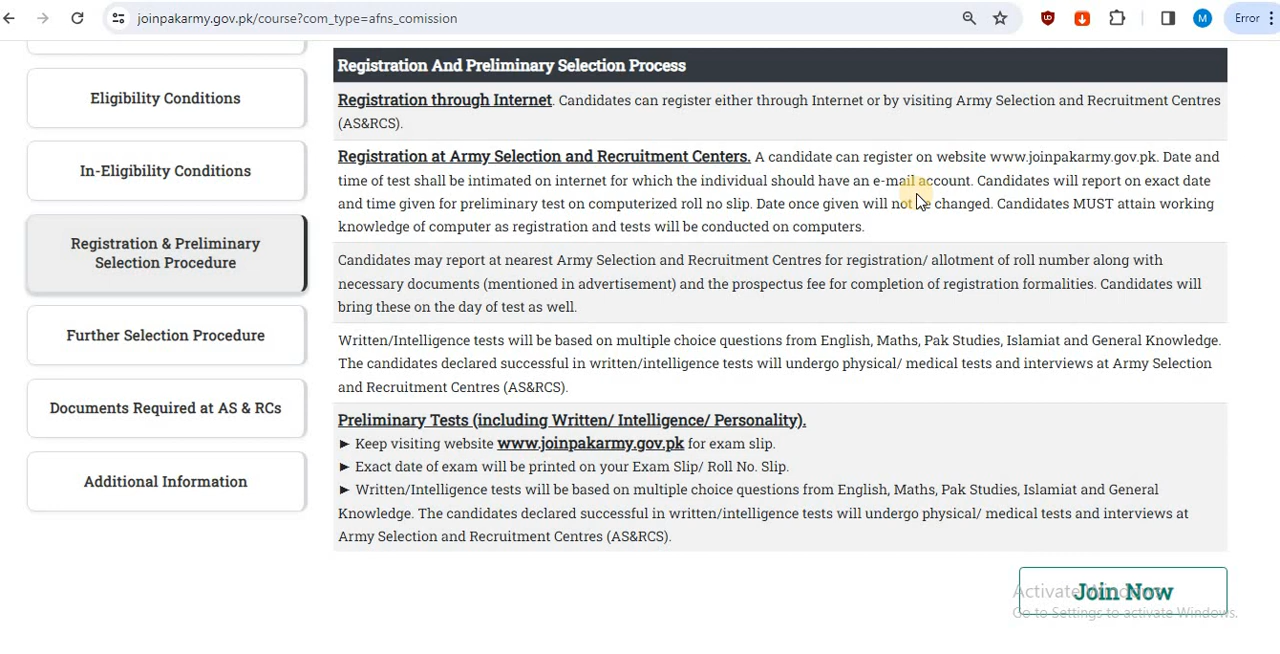 joinpakarmy.gov.pk/course?com_type=afns_comission
M
Error
Eligibility Conditions
In-Eligibility Conditions
Registration & Preliminary
Selection Procedure
Further Selection Procedure
Documents Required at AS & RCs
Additional Information
Registration And Preliminary Selection Process
Registration through Internet. Candidates can register either through Internet or by visiting Army Selection and Recruitment Centres
(AS&RCS).
Registration at Army Selection and Recruitment Centers. A candidate can register on website www.joinpakarmy.gov.pk. Date and
time of test shall be intimated on internet for which the individual should have an e-mail account. Candidates will report on exact date
and time given for preliminary test on computerized roll no slip. Date once given will not be changed. Candidates MUST attain working
knowledge of computer as registration and tests will be conducted on computers.
Candidates may report at nearest Army Selection and Recruitment Centres for registration/ allotment of roll number along with
necessary documents (mentioned in advertisement) and the prospectus fee for completion of registration formalities. Candidates will
bring these on the day of test as well.
Written/Intelligence tests will be based on multiple choice questions from English, Maths, Pak Studies, Islamiat and General Knowledge.
The candidates declared successful in written/intelligence tests will undergo physical/ medical tests and interviews at Army Selection
and Recruitment Centres (AS&RCS).
Preliminary Tests (including Written/ Intelligence/ Personality).
► Keep visiting website www.joinpakarmy.gov.pk for exam slip.
► Exact date of exam will be printed on your Exam Slip/ Roll No. Slip.
► Written/Intelligence tests will be based on multiple choice questions from English, Maths, Pak Studies, Islamiat and General
Knowledge. The candidates declared successful in written/intelligence tests will undergo physical/ medical tests and interviews at
Army Selection and Recruitment Centres (AS&RCS).
Join Now
Activate Windows
Go to Settings to activate Windows.